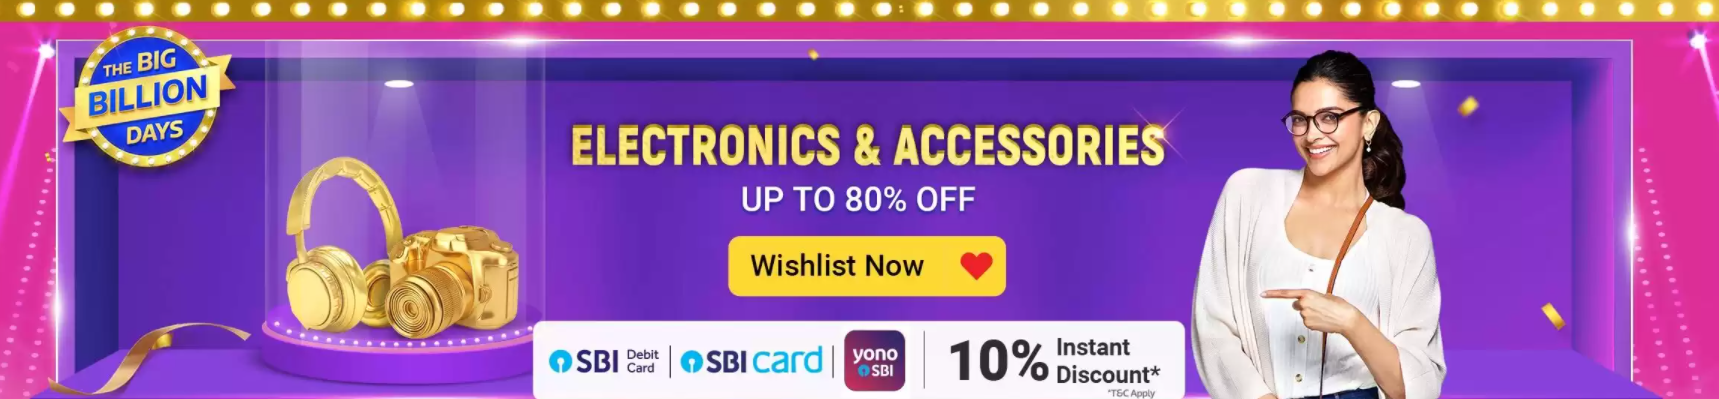 THE BIG
BILLION
DAYS
ELECTRONICS & ACCESSORIES
UP TO 80% OFF
Wishlist Now
SBI Debit Card
SBI card
yono SBI
10% Instant Discount*
*T&C Apply